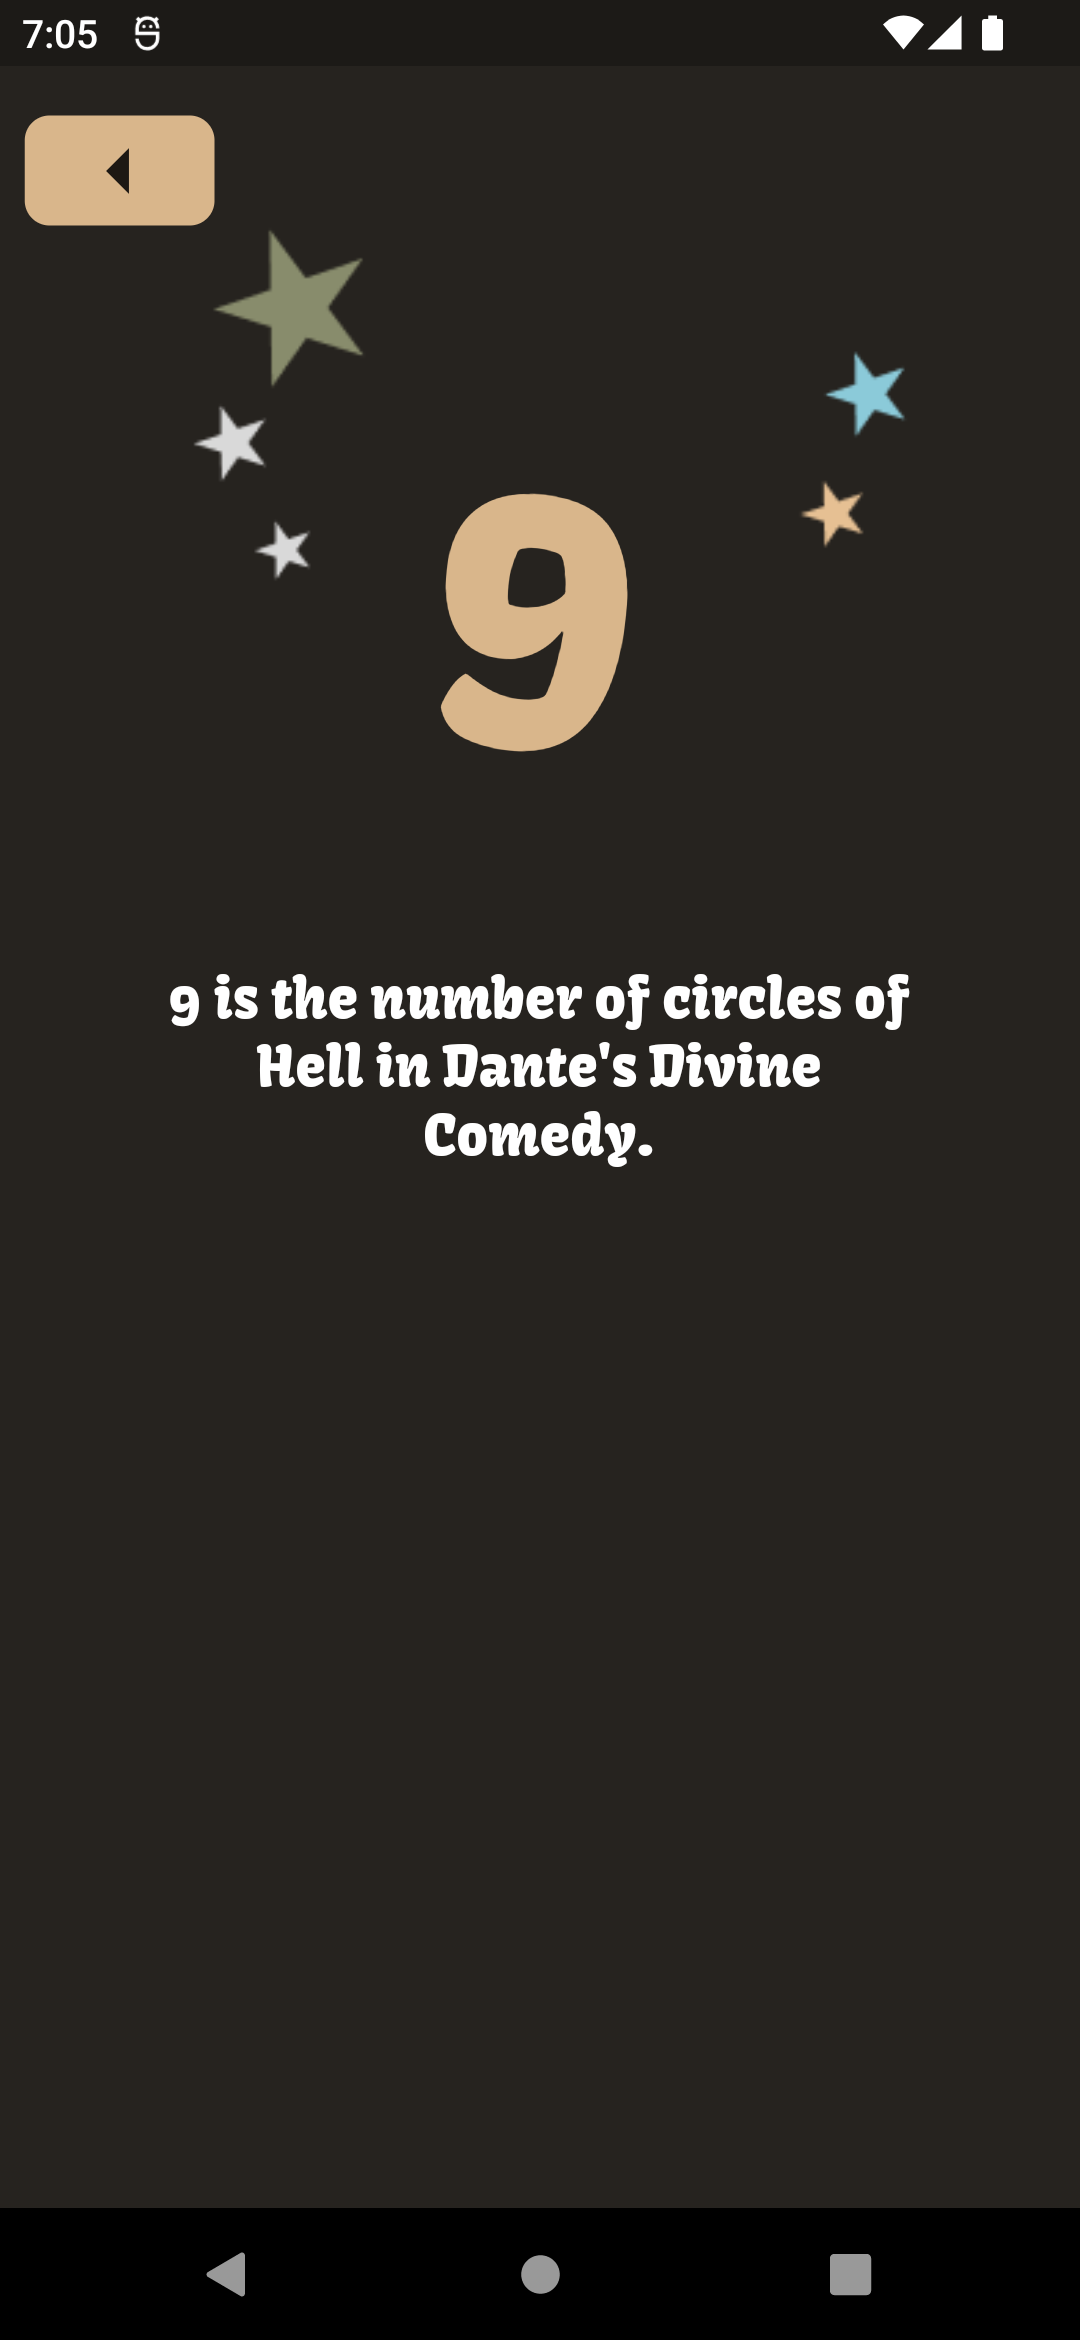 7:05
9
9 is the number of circles of
Hell in Dante's Divine
Comedy.